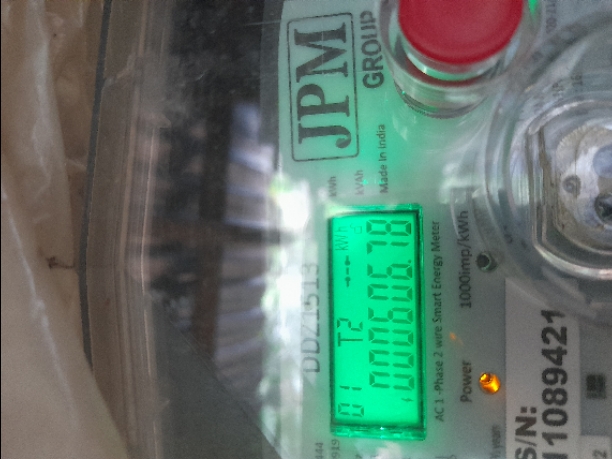 JPM
GROUP
Made in India
kWh
kVAh
DDZ1513
01 T2 kWh
000606.78
AC 1-Phase 2 wire Smart Energy Meter
Power
1000imp/kWh
S/N:
11089421